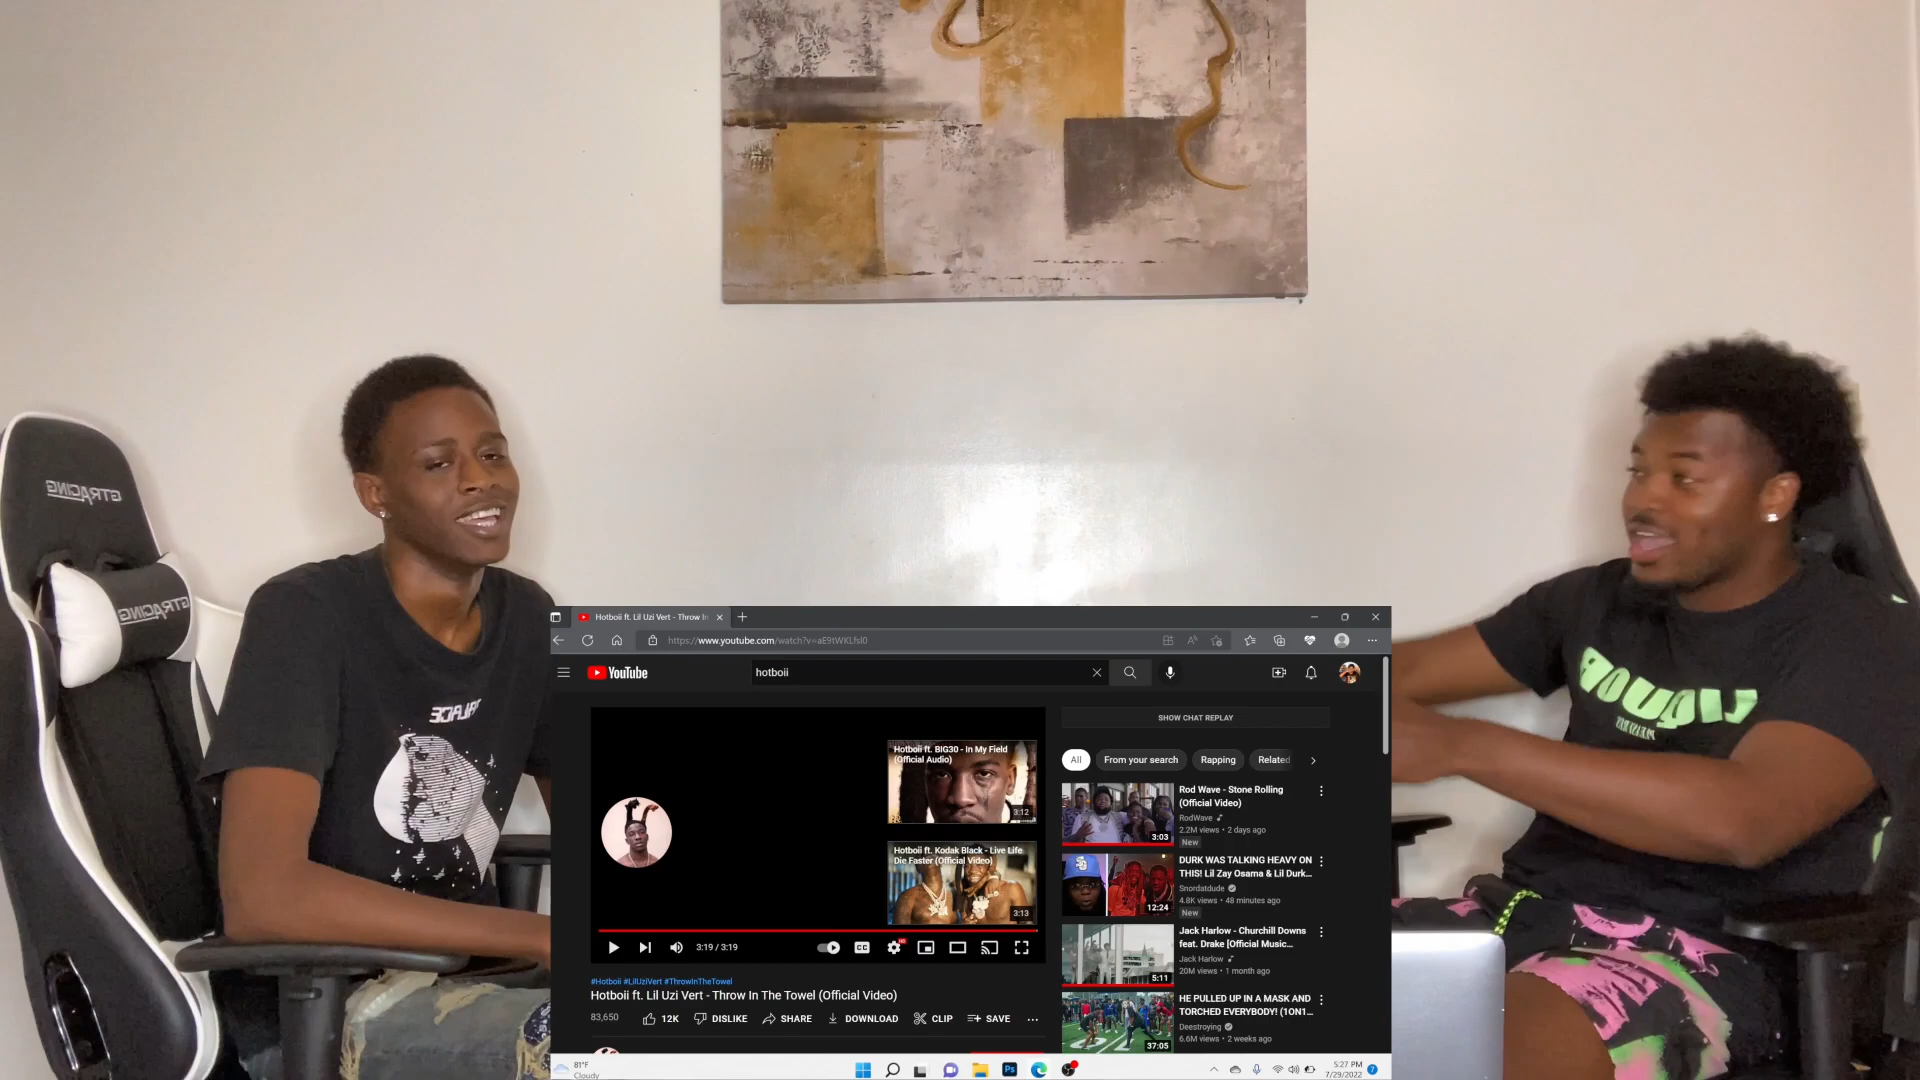 GTRACING
GTRACING
PALACE
LIQUOR
Hotboii ft. Lil Uzi Vert - Throw In
https://www.youtube.com/watch?v=aE9tWKLfsI0
YouTube
hotboii
SHOW CHAT REPLAY
All
From your search
Rapping
Related
Hotboii ft. BIG30 - In My Field
(Official Audio)
3:12
Hotboii ft. Kodak Black - Live Life
Die Faster (Official Video)
3:13
3:19 / 3:19
CC
HD
#Hotboii #LilUziVert #ThrowInTheTowel
Hotboii ft. Lil Uzi Vert - Throw In The Towel (Official Video)
83,650
12K
DISLIKE
SHARE
DOWNLOAD
CLIP
SAVE
Rod Wave - Stone Rolling
(Official Video)
RodWave
2.2M views • 2 days ago
New
3:03
DURK WAS TALKING HEAVY ON
THIS! Lil Zay Osama & Lil Durk...
Snordatdude
4.8K views • 48 minutes ago
New
12:24
Jack Harlow - Churchill Downs
feat. Drake [Official Music...
Jack Harlow
20M views • 1 month ago
5:11
HE PULLED UP IN A MASK AND
TORCHED EVERYBODY! (1ON1...
Deestroying
6.6M views • 2 weeks ago
37:05
81°F
Cloudy
Ps
5:27 PM
7/29/2022
7